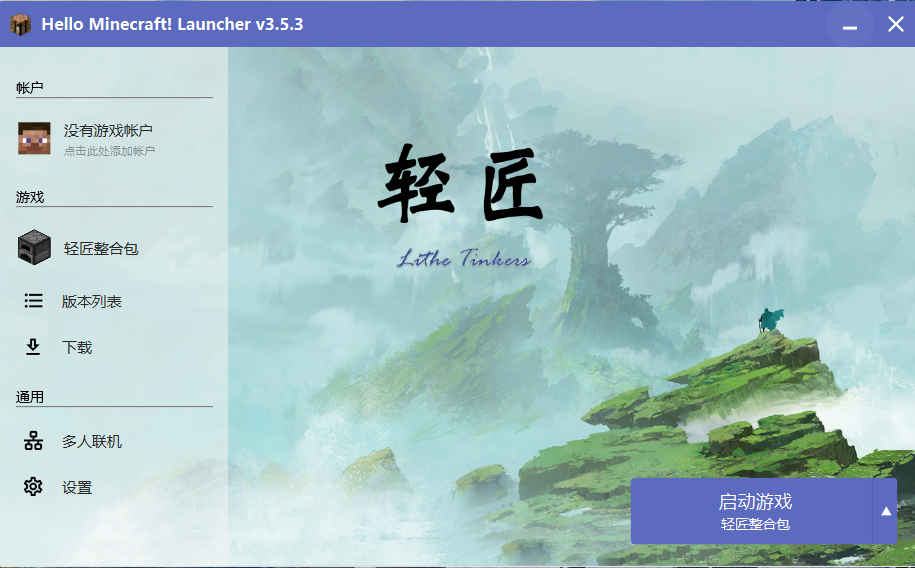 Hello Minecraft! Launcher v3.5.3
帐户
没有游戏帐户
点击此处添加帐户
游戏
轻匠整合包
版本列表
下载
通用
多人联机
设置
轻匠
Lithe Tinkers
启动游戏
轻匠整合包